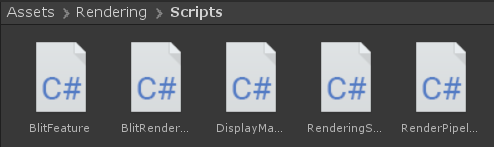 Assets > Rendering > Scripts
C# C# C# C# C#
BlitFeature BlitRender... DisplayMa... RenderingS... RenderPipel...